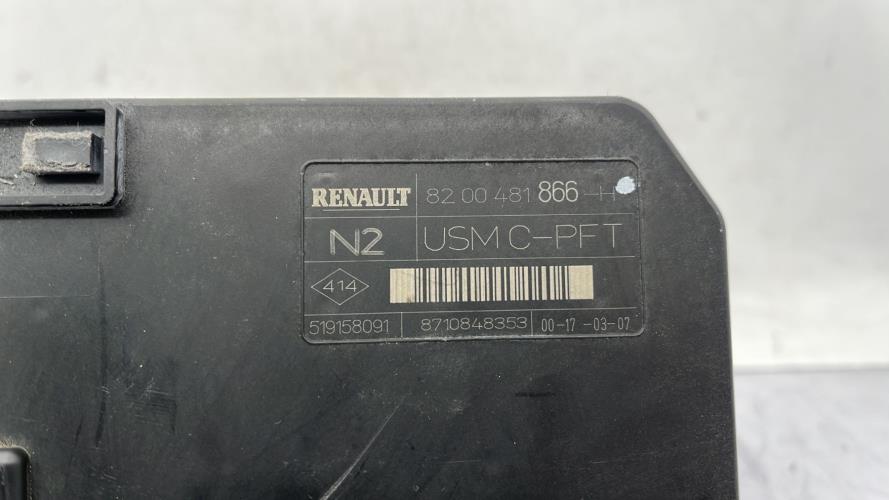 RENAULT 82 00 481 866--H
N2 USM C-PFT
414
519158091 8710848353 00-17 -03-07